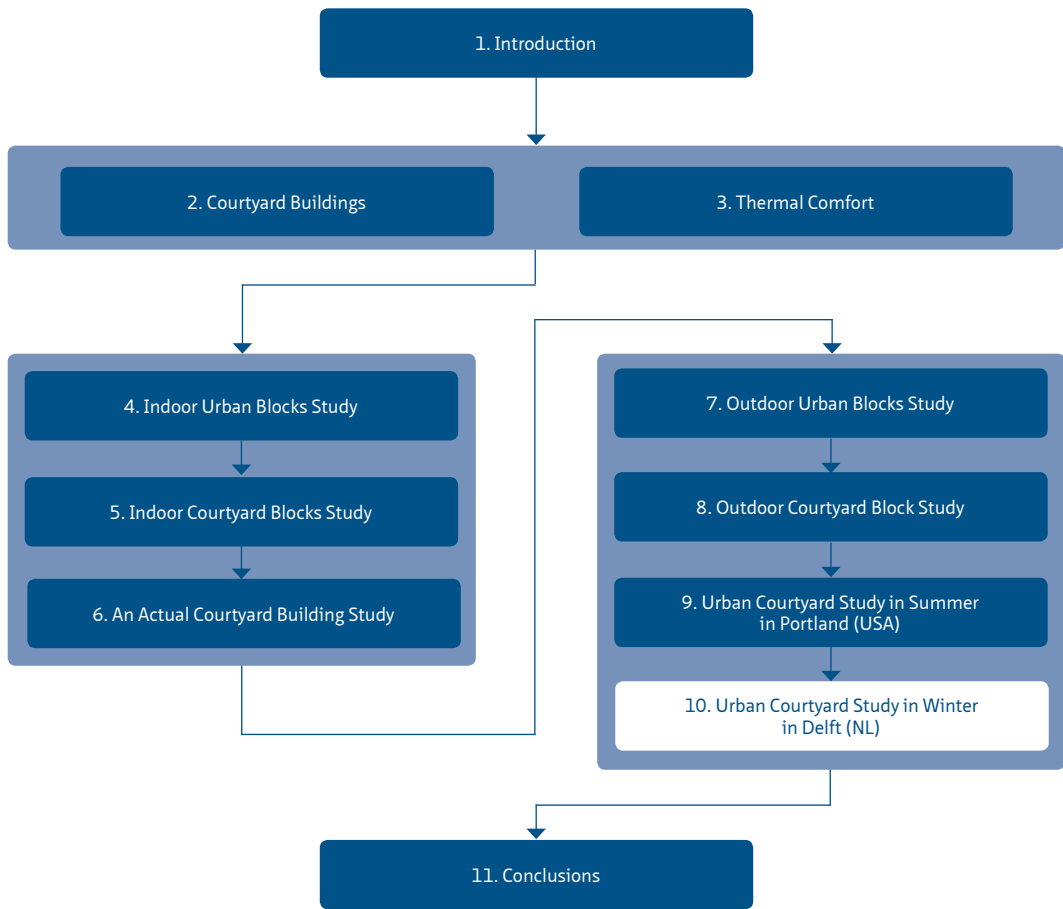 1. Introduction
2. Courtyard Buildings
3. Thermal Comfort
4. Indoor Urban Blocks Study
5. Indoor Courtyard Blocks Study
6. An Actual Courtyard Building Study
7. Outdoor Urban Blocks Study
8. Outdoor Courtyard Block Study
9. Urban Courtyard Study in Summer
in Portland (USA)
10. Urban Courtyard Study in Winter
in Delft (NL)
11. Conclusions